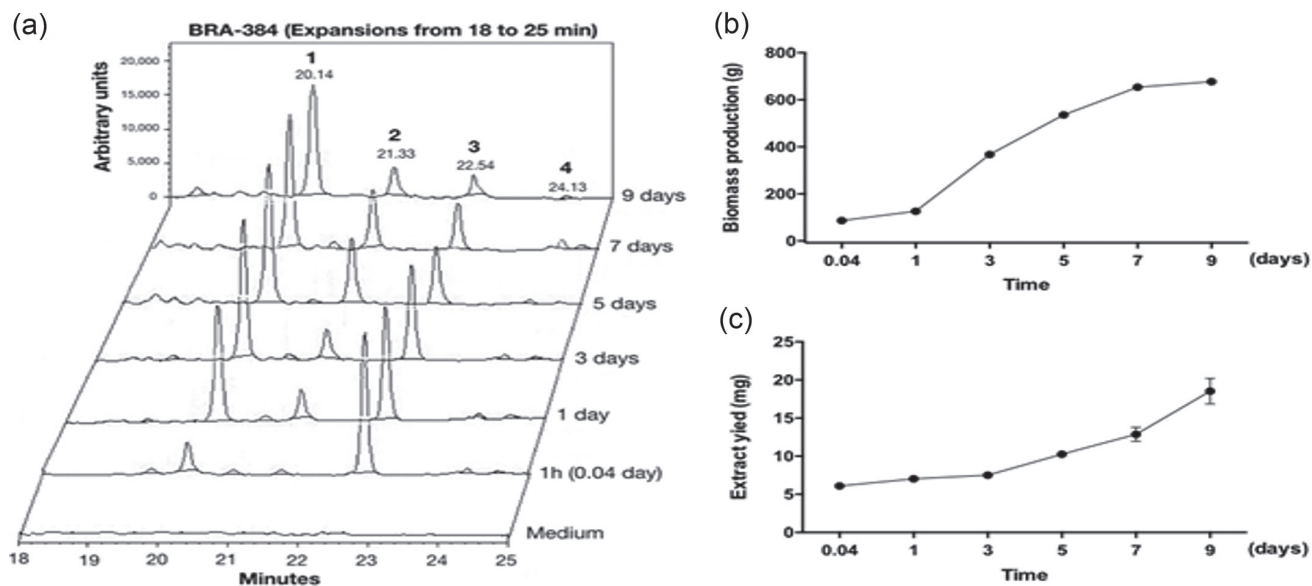 (a)
BRA-384 (Expansions from 18 to 25 min)
Arbitrary units
20,000
15,000
10,000
5,000
0
1
20.14
2
21.33
3
22.54
4
24.13
9 days
7 days
5 days
3 days
1 day
1h (0.04 day)
Medium
18 19 20 21 22 23 24 25
Minutes
(b)
Biomass production (g)
800
600
400
200
0
0.04 1 3 5 7 9 (days)
Time
(c)
Extract yied (mg)
25
20
15
10
5
0
0.04 1 3 5 7 9 (days)
Time